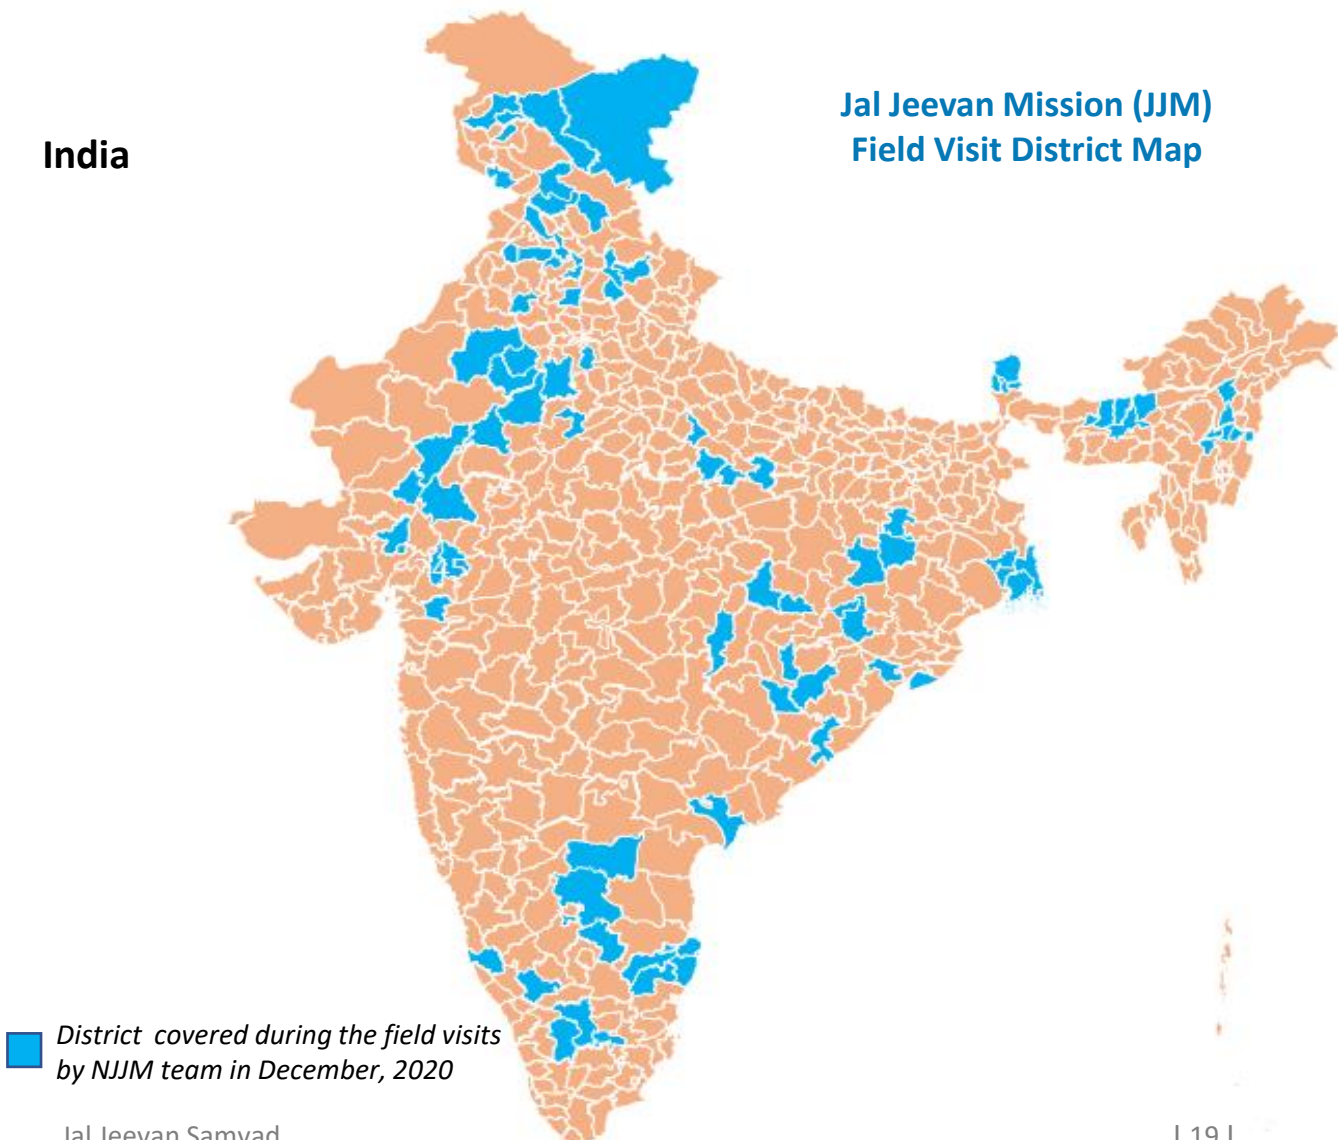 Jal Jeevan Mission (JJM)
Field Visit District Map
India
45
District covered during the field visits
by NJJM team in December, 2020
Jal Jeevan Samvad
| 19 |